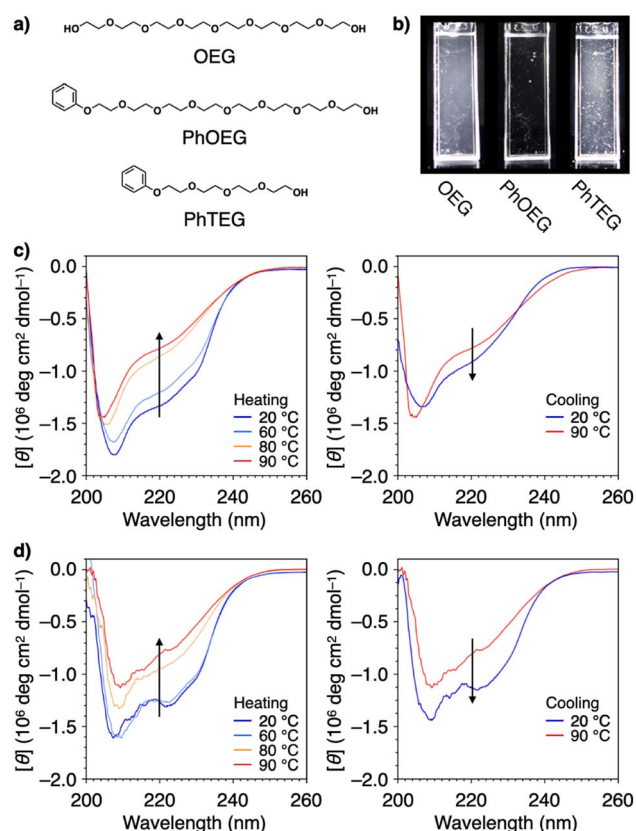 a)
HO O O O O O O O OH
OEG
O O O O O O O O OH
PhOEG
O O O O OH
PhTEG
b)
OEG
PhOEG
PhTEG
c)
[θ] (10⁶ deg cm² dmol⁻¹)
0.0
−0.5
−1.0
−1.5
−2.0
Heating
20 °C
60 °C
80 °C
90 °C
200 220 240 260
Wavelength (nm)
[θ] (10⁶ deg cm² dmol⁻¹)
0.0
−0.5
−1.0
−1.5
−2.0
Cooling
20 °C
90 °C
200 220 240 260
Wavelength (nm)
d)
[θ] (10⁶ deg cm² dmol⁻¹)
0.0
−0.5
−1.0
−1.5
−2.0
Heating
20 °C
60 °C
80 °C
90 °C
200 220 240 260
Wavelength (nm)
[θ] (10⁶ deg cm² dmol⁻¹)
0.0
−0.5
−1.0
−1.5
−2.0
Cooling
20 °C
90 °C
200 220 240 260
Wavelength (nm)